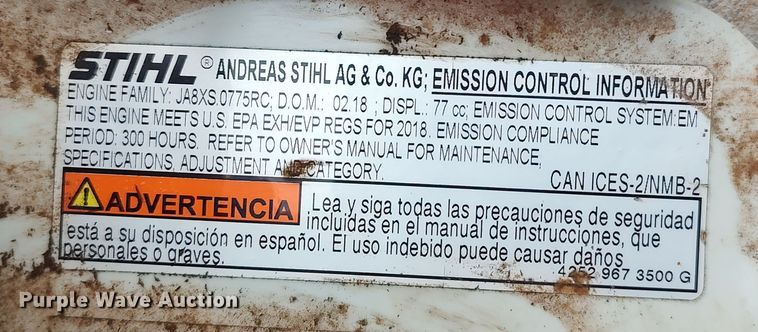 STIHL ® ANDREAS STIHL AG & Co. KG; EMISSION CONTROL INFORMATION
ENGINE FAMILY: JA8XS.0775RC; D.O.M.: 02.18 ; DISPL.: 77 cc; EMISSION CONTROL SYSTEM:EM
THIS ENGINE MEETS U.S. EPA EXH/EVP REGS FOR 2018. EMISSION COMPLIANCE
PERIOD: 300 HOURS. REFER TO OWNER'S MANUAL FOR MAINTENANCE,
SPECIFICATIONS, ADJUSTMENT AND CATEGORY.
CAN ICES-2/NMB-2
ADVERTENCIA Lea y siga todas las precauciones de seguridad
incluidas en el manual de instrucciones, que
está a su disposición en español. El uso indebido puede causar daños
personales o graves.
4252 967 3500 G
Purple Wave Auction